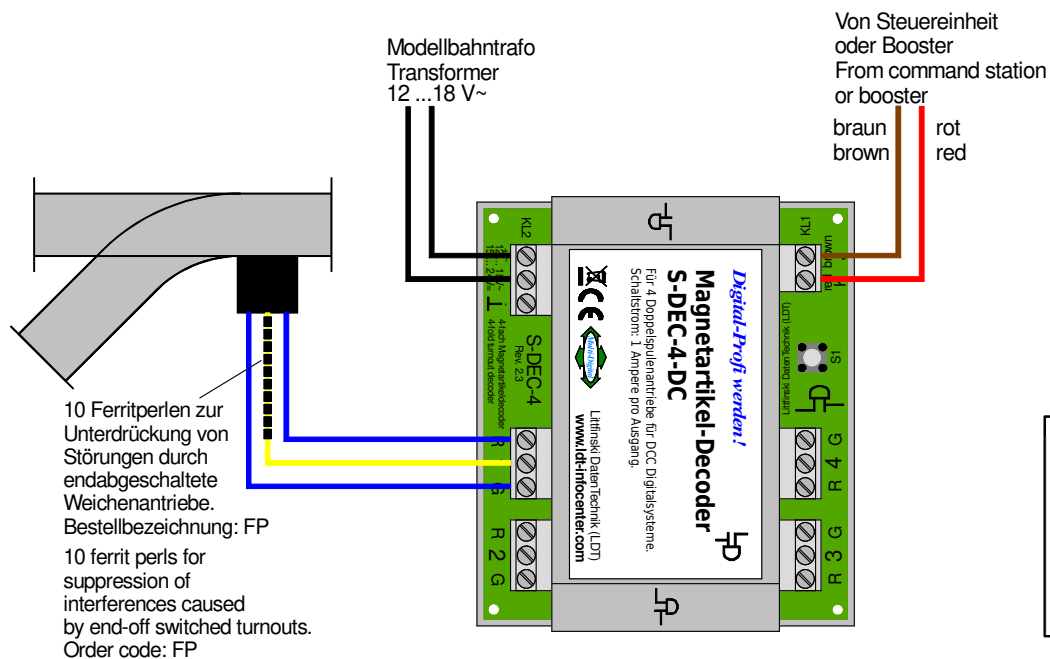 Modellbahntrafo
Transformer
12 ...18 V~
Von Steuereinheit
oder Booster
From command station
or booster
braun
brown
rot
red
10 Ferritperlen zur
Unterdrückung von
Störungen durch
endabgeschaltete
Weichenantriebe.
Bestellbezeichnung: FP
10 ferrit perls for
suppression of
interferences caused
by end-off switched turnouts.
Order code: FP
KL2
S-DEC-4
Rev. 2.3
4-fach Magnetartikeldecoder
4-fold turnout decoder
R
G
R 2 G
Digital-Profi werden!
Magnetartikel-Decoder
S-DEC-4-DC
Für 4 Doppelspulenantriebe für DCC Digitalsysteme.
Schaltstrom: 1 Ampere pro Ausgang.
CE
Multi-Digital
Littfinski DatenTechnik (LDT)
www.ldt-infocenter.com
KL1
brown
S1
Littfinski DatenTechnik (LDT)
R 4 G
R 3 G